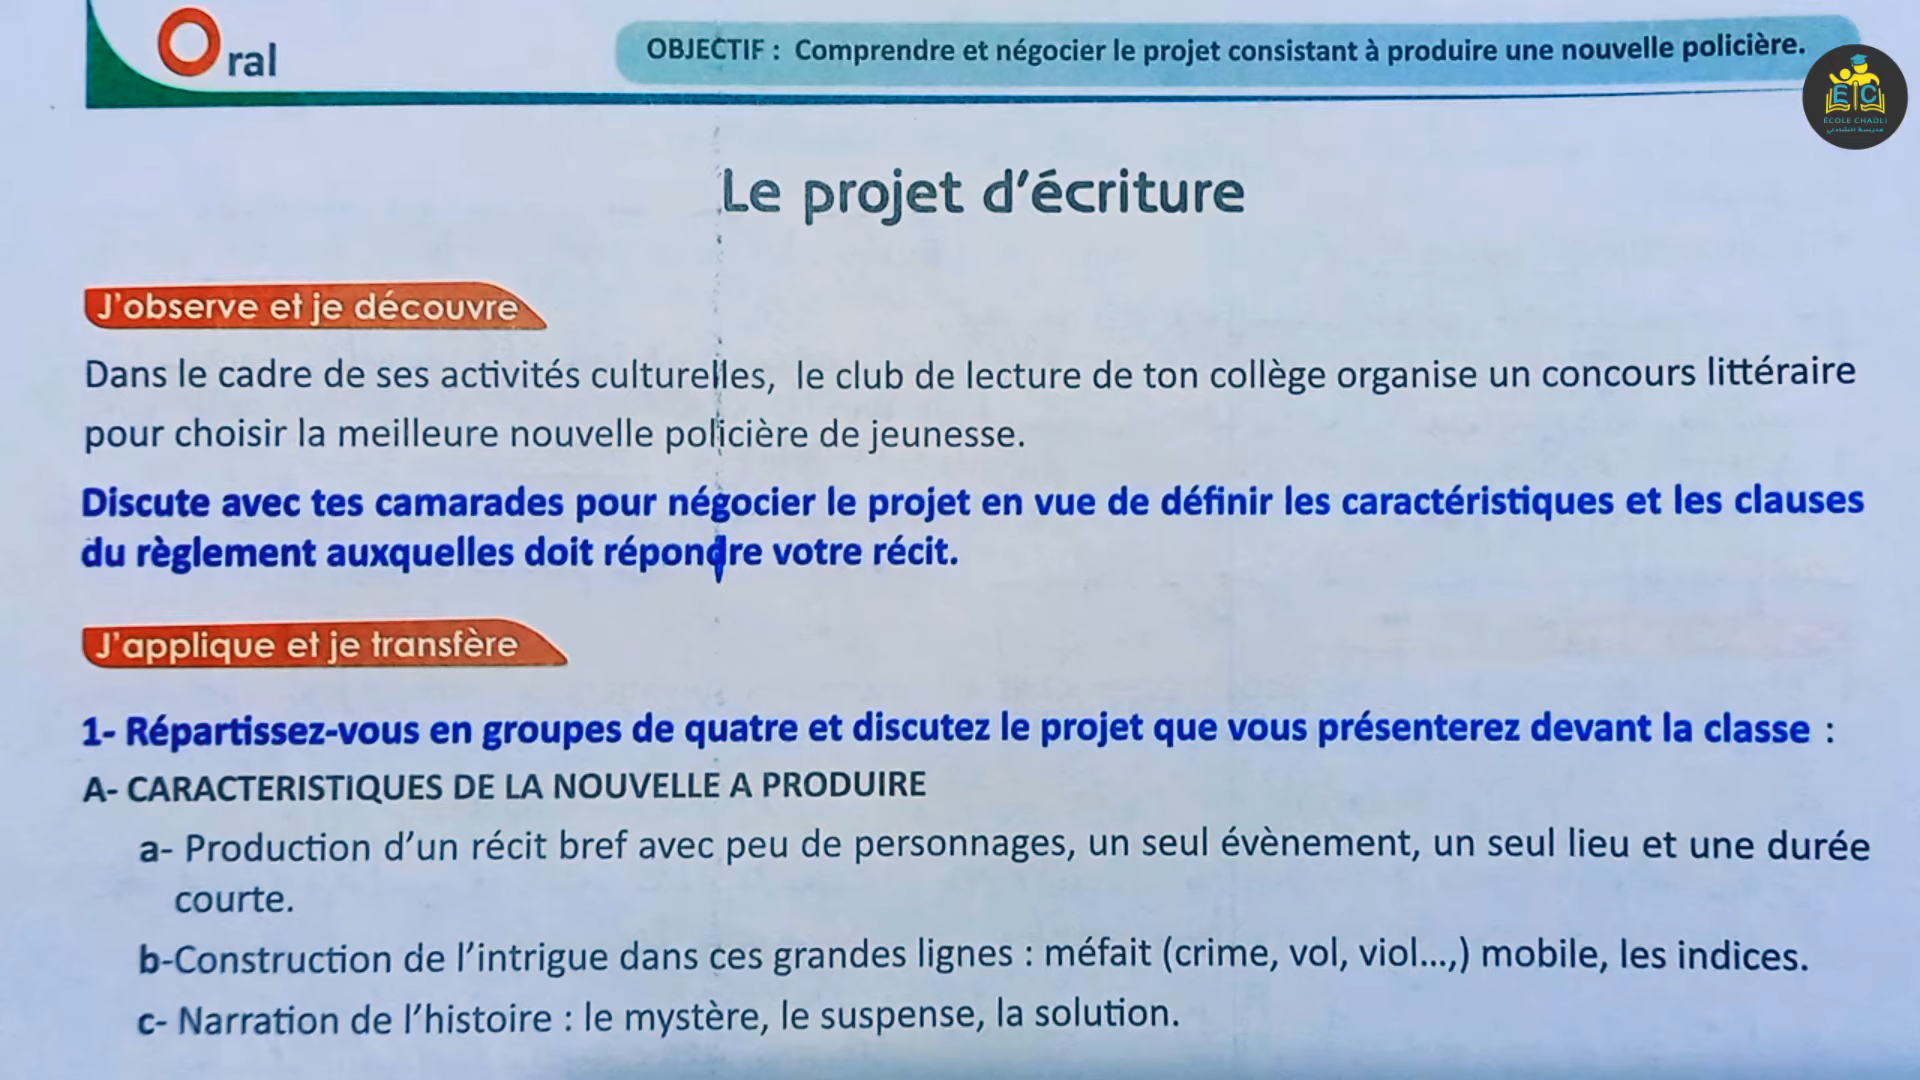 Oral
OBJECTIF : Comprendre et négocier le projet consistant à produire une nouvelle policière.
ÉCOLE CHADLI
مدرسة الشادلي
Le projet d'écriture
J'observe et je découvre
Dans le cadre de ses activités culturelles, le club de lecture de ton collège organise un concours littéraire
pour choisir la meilleure nouvelle policière de jeunesse.
Discute avec tes camarades pour négocier le projet en vue de définir les caractéristiques et les clauses
du règlement auxquelles doit répondre votre récit.
J'applique et je transfère
1- Répartissez-vous en groupes de quatre et discutez le projet que vous présenterez devant la classe :
A- CARACTERISTIQUES DE LA NOUVELLE A PRODUIRE
a- Production d'un récit bref avec peu de personnages, un seul évènement, un seul lieu et une durée
courte.
b-Construction de l'intrigue dans ces grandes lignes : méfait (crime, vol, viol...,) mobile, les indices.
c- Narration de l'histoire : le mystère, le suspense, la solution.